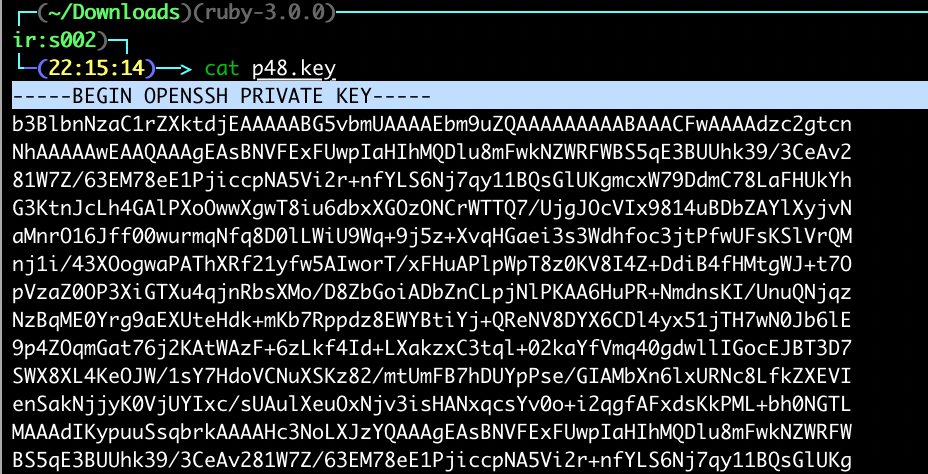 (~/Downloads)(ruby-3.0.0)
ir:s002)
(22:15:14)—> cat p48.key
-----BEGIN OPENSSH PRIVATE KEY-----
b3BlbnNzaC1rZXktdjEAAAAABG5vbmUAAAAEbm9uZQAAAAAAAAABAAACFwAAAAdzc2gtcn
NhAAAAAwEAAQAAAgEAsBNVFExFUwpIaHIhMQDlu8mFwkNZWRFWBS5qE3BUUhk39/3CeAv2
81W7Z/63EM78eE1PjiccpNA5Vi2r+nfYLS6Nj7qy11BQsGlUKgmcxW79DdmC78LaFHUkYh
G3KtnJcLh4GAlPXoOwwXgwT8iu6dbxXGOzONCrWTTQ7/UjgJOcVIx9814uBDbZAYlXyjvN
aMnrO16Jff00wurmqNfq8D0lLWiU9Wq+9j5z+XvqHGaei3s3Wdhfoc3jtPfwUFsKSlVrQM
nj1i/43XOogwaPAThXRf21yfw5AIworT/xFHuAPlpWpT8z0KV8I4Z+DdiB4fHMtgWJ+t7O
pVzaZ0OP3XiGTXu4qjnRbsXMo/D8ZbGoiADbZnCLpjNlPKAA6HuPR+NmdnsKI/UnuQNjqz
NzBqME0Yrg9aEXUteHdk+mKb7Rppdz8EWYBtiYj+QReNV8DYX6CDl4yx51jTH7wN0Jb6lE
9p4ZOqmGat76j2KAtWAzF+6zLkf4Id+LXakzxC3tql+02kaYfVmq40gdwllIGocEJBT3D7
SWX8XL4KeOJW/1sY7HdoVCNuXSKz82/mtUmFB7hDUYpPse/GIAMbXn6lxURNc8LfkZXEVI
enSakNjjyK0VjUYIxc/sUAulXeuOxNjv3isHANxqcsYv0o+i2qgfAFxdsKkPML+bh0NGTL
MAAAdIKypuuSsqbrkAAAAHc3NoLXJzYQAAAgEAsBNVFExFUwpIaHIhMQDlu8mFwkNZWRFW
BS5qE3BUUhk39/3CeAv281W7Z/63EM78eE1PjiccpNA5Vi2r+nfYLS6Nj7qy11BQsGlUKg